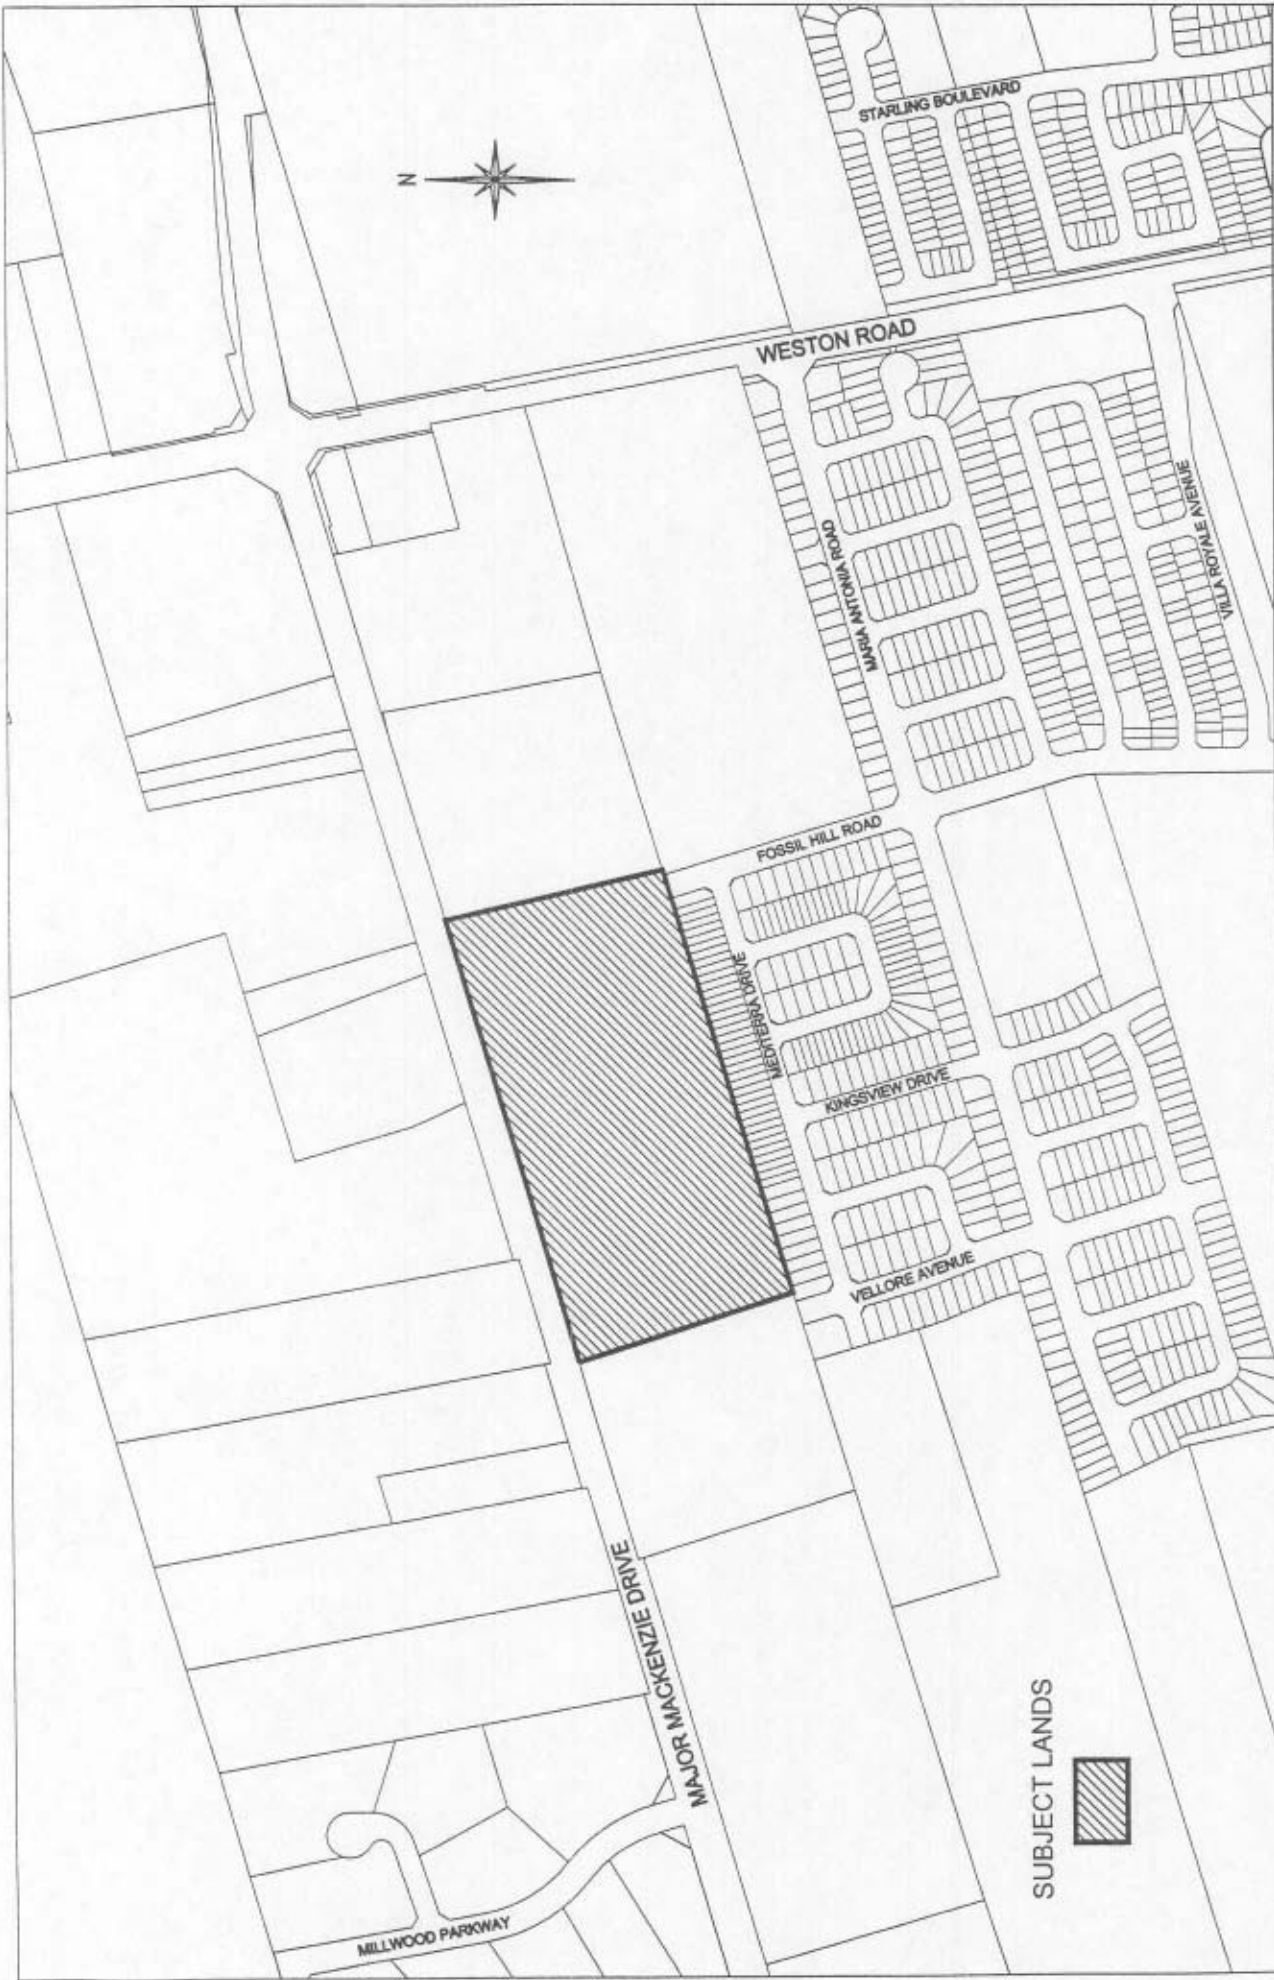 N
STARLING BOULEVARD
WESTON ROAD
MARIA ANTONIA ROAD
VILLA ROYALE AVENUE
FOSSIL HILL ROAD
MEDITERRA DRIVE
KINGSVIEW DRIVE
VELLORE AVENUE
MAJOR MACKENZIE DRIVE
MILLWOOD PARKWAY
SUBJECT LANDS